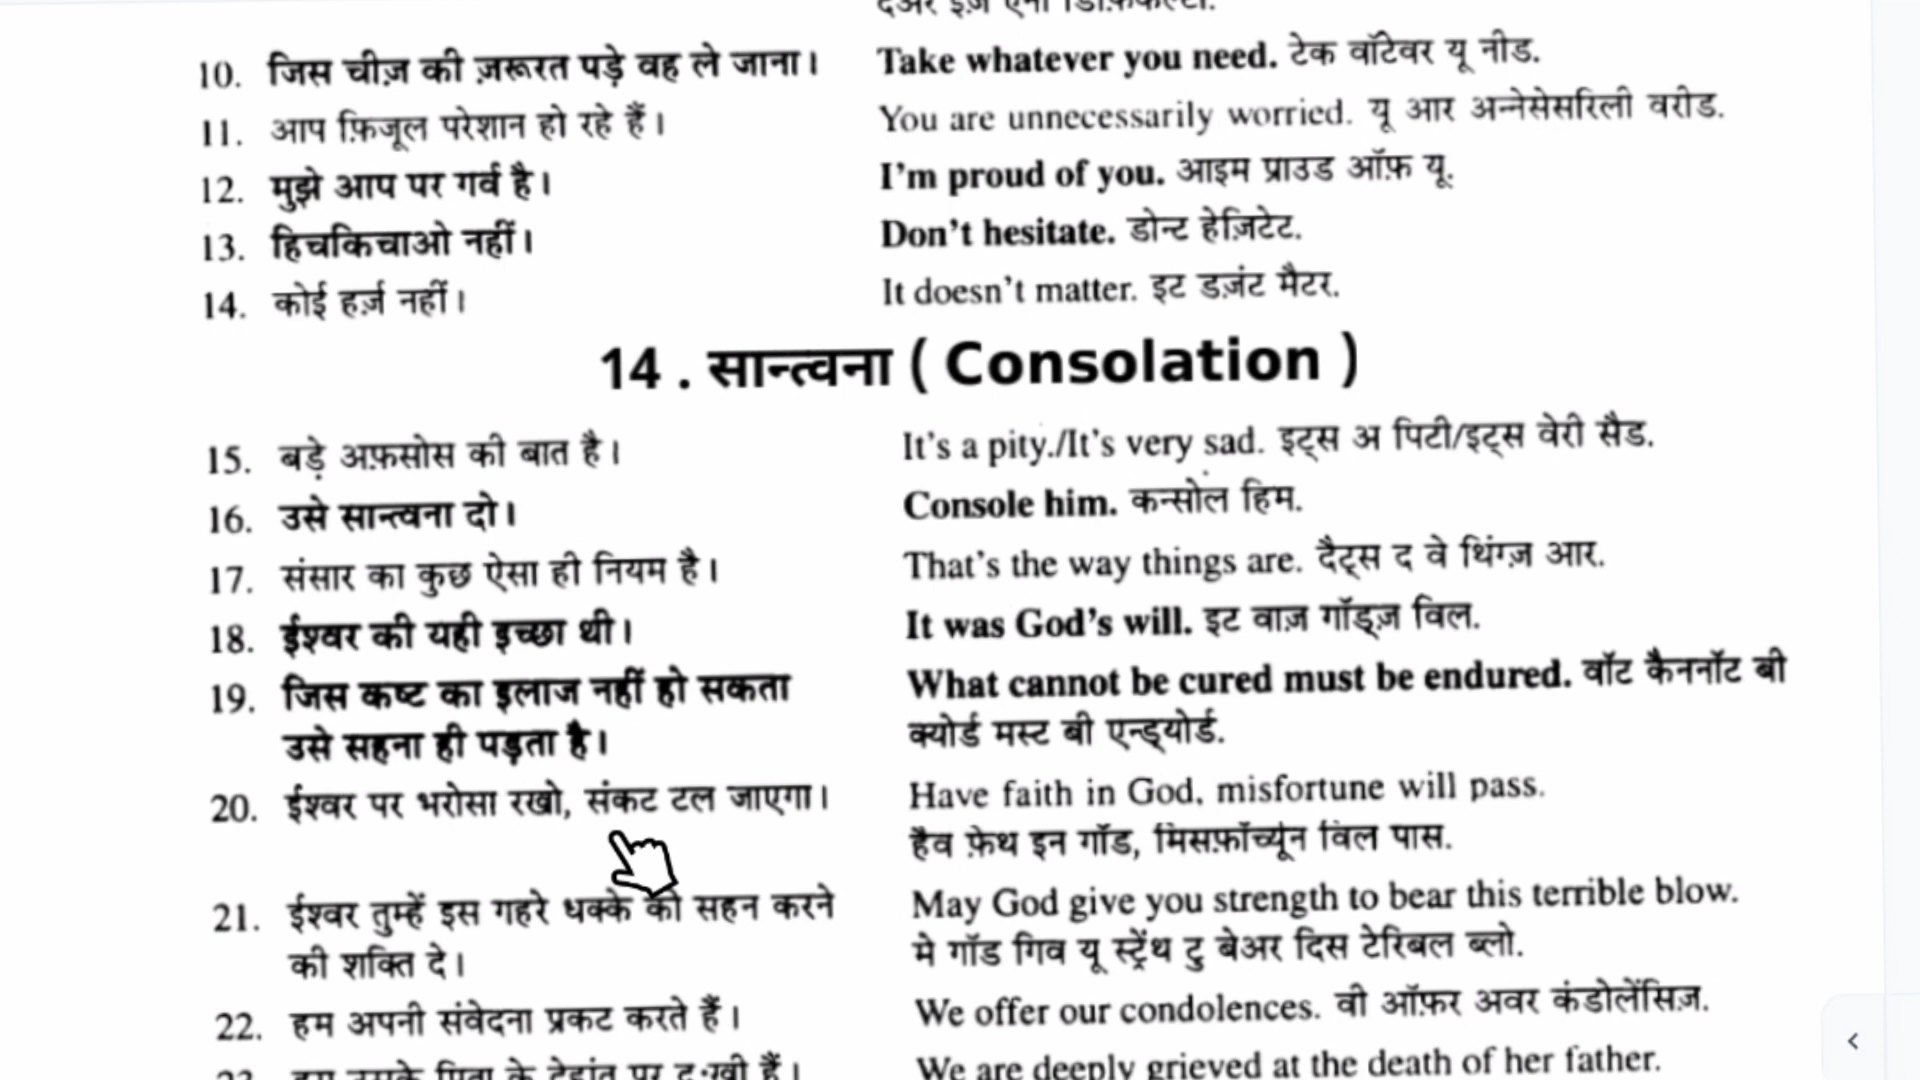 10. जिस चीज़ की ज़रूरत पड़े वह ले जाना। Take whatever you need. टेक वॉटेवर यू नीड.
11. आप फ़िजूल परेशान हो रहे हैं। You are unnecessarily worried. यू आर अन्नेसेसरिली वरीड.
12. मुझे आप पर गर्व है। I'm proud of you. आइम प्राउड ऑफ़ यू.
13. हिचकिचाओ नहीं। Don't hesitate. डोन्ट हेज़िटेट.
14. कोई हर्ज़ नहीं। It doesn't matter. इट डज़ंट मैटर.
14 . सान्त्वना ( Consolation )
15. बड़े अफ़सोस की बात है। It's a pity./It's very sad. इट्स अ पिटी/इट्स वेरी सैड.
16. उसे सान्त्वना दो। Console him. कन्सोल हिम.
17. संसार का कुछ ऐसा ही नियम है। That's the way things are. दैट्स द वे थिंग्ज़ आर.
18. ईश्वर की यही इच्छा थी। It was God's will. इट वाज़ गॉड्ज़ विल.
19. जिस कष्ट का इलाज नहीं हो सकता What cannot be cured must be endured. वॉट कैननॉट बी
उसे सहना ही पड़ता है। क्योर्ड मस्ट बी एन्ड्योर्ड.
20. ईश्वर पर भरोसा रखो, संकट टल जाएगा। Have faith in God, misfortune will pass.
हैव फ़ेथ इन गॉड, मिसफ़ॉर्च्यून विल पास.
21. ईश्वर तुम्हें इस गहरे धक्के को सहन करने May God give you strength to bear this terrible blow.
की शक्ति दे। मे गॉड गिव यू स्ट्रेंथ टु बेअर दिस टेरिबल ब्लो.
22. हम अपनी संवेदना प्रकट करते हैं। We offer our condolences. वी ऑफ़र अवर कंडोलेंसिज़.
We are deeply grieved at the death of her father.